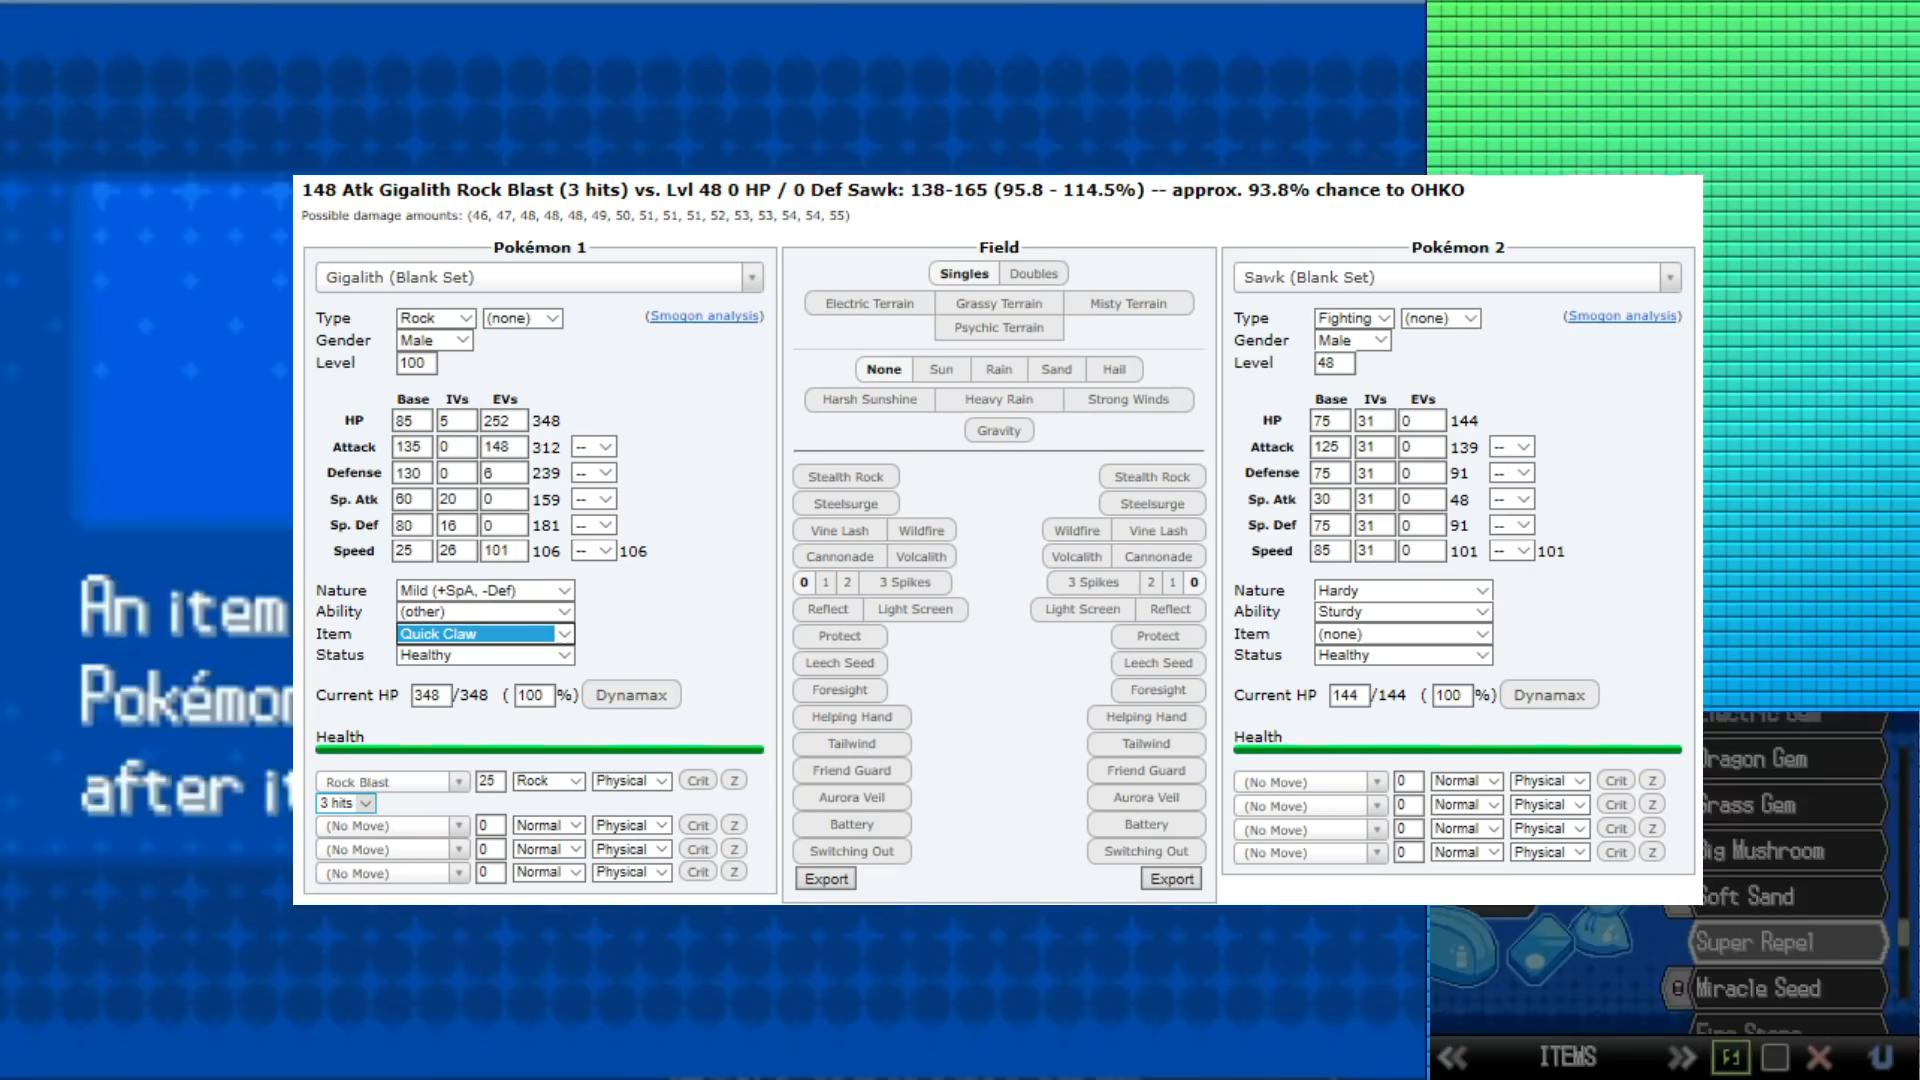 148 Atk Gigalith Rock Blast (3 hits) vs. Lvl 48 0 HP / 0 Def Sawk: 138-165 (95.8 - 114.5%) -- approx. 93.8% chance to OHKO
Possible damage amounts: (46, 47, 48, 48, 48, 49, 50, 51, 51, 51, 52, 53, 53, 54, 54, 55)
Pokémon 1
Gigalith (Blank Set)
Type Rock (none) (Smogon analysis)
Gender Male
Level 100
Base IVs EVs
HP 85 5 252 348
Attack 135 0 148 312 --
Defense 130 0 6 239 --
Sp. Atk 60 20 0 159 --
Sp. Def 80 16 0 181 --
Speed 25 26 101 106 -- 106
Nature Mild (+SpA, -Def)
Ability (other)
Item Quick Claw
Status Healthy
Current HP 348 /348 ( 100 %) Dynamax
Health
Rock Blast 25 Rock Physical Crit Z
3 hits
(No Move) 0 Normal Physical Crit Z
(No Move) 0 Normal Physical Crit Z
(No Move) 0 Normal Physical Crit Z
Field
Singles Doubles
Electric Terrain Grassy Terrain Misty Terrain
Psychic Terrain
None Sun Rain Sand Hail
Harsh Sunshine Heavy Rain Strong Winds
Gravity
Stealth Rock Stealth Rock
Steelsurge Steelsurge
Vine Lash Wildfire Wildfire Vine Lash
Cannonade Volcalith Volcalith Cannonade
0 1 2 3 Spikes 3 Spikes 2 1 0
Reflect Light Screen Light Screen Reflect
Protect Protect
Leech Seed Leech Seed
Foresight Foresight
Helping Hand Helping Hand
Tailwind Tailwind
Friend Guard Friend Guard
Aurora Veil Aurora Veil
Battery Battery
Switching Out Switching Out
Export Export
Pokémon 2
Sawk (Blank Set)
Type Fighting (none) (Smogon analysis)
Gender Male
Level 48
Base IVs EVs
HP 75 31 0 144
Attack 125 31 0 139 --
Defense 75 31 0 91 --
Sp. Atk 30 31 0 48 --
Sp. Def 75 31 0 91 --
Speed 85 31 0 101 -- 101
Nature Hardy
Ability Sturdy
Item (none)
Status Healthy
Current HP 144 /144 ( 100 %) Dynamax
Health
(No Move) 0 Normal Physical Crit Z
(No Move) 0 Normal Physical Crit Z
(No Move) 0 Normal Physical Crit Z
(No Move) 0 Normal Physical Crit Z
An item
Pokémon
after it
Dragon Gem
Grass Gem
Big Mushroom
Soft Sand
Super Repel
Miracle Seed
ITEMS